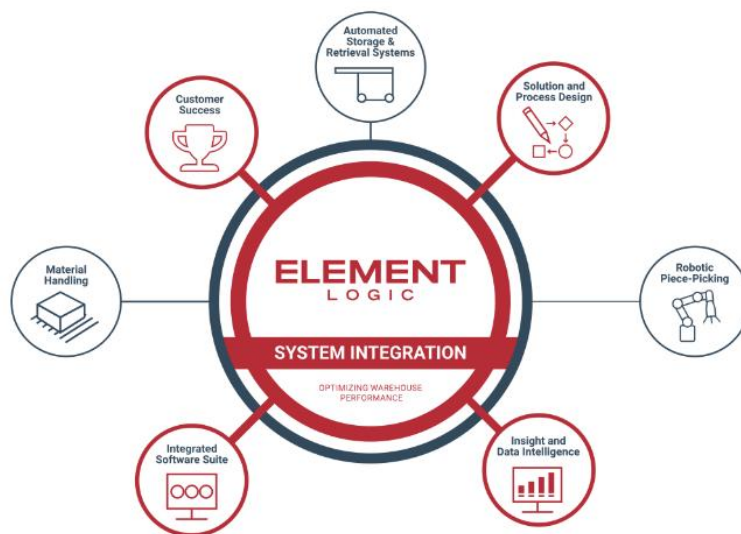 Automated
Storage &
Retrieval Systems
Customer
Success
Solution and
Process Design
Material
Handling
ELEMENT
LOGIC
Robotic
Piece-Picking
SYSTEM INTEGRATION
OPTIMIZING WAREHOUSE
PERFORMANCE
Integrated
Software Suite
Insight and
Data Intelligence